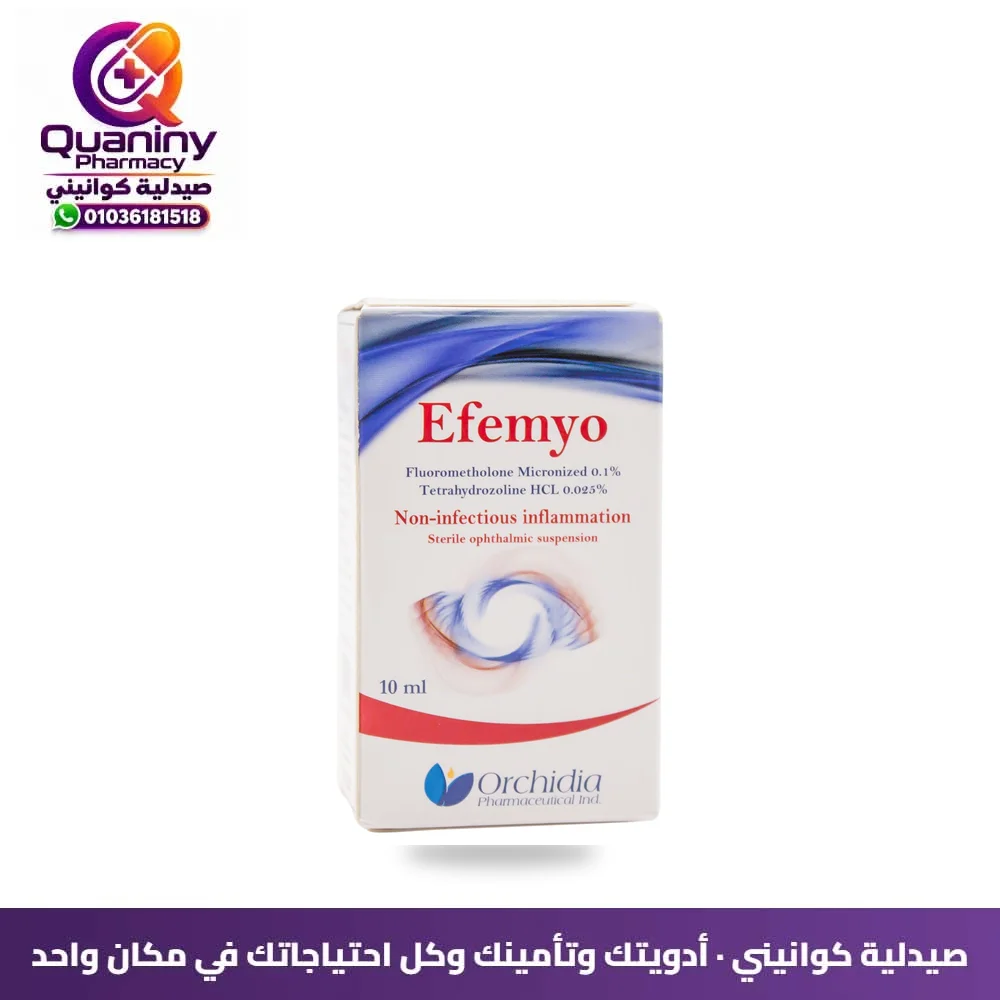 Quaniny
Pharmacy
صيدلية كوانيني
01036181518
Efemyo
Fluorometholone Micronized 0.1%
Tetrahydrozoline HCL 0.025%
Non-infectious inflammation
Sterile ophthalmic suspension
10 ml
Orchidia
Pharmaceutical Ind.
صيدلية كوانيني · أدويتك وتأمينك وكل احتياجاتك في مكان واحد